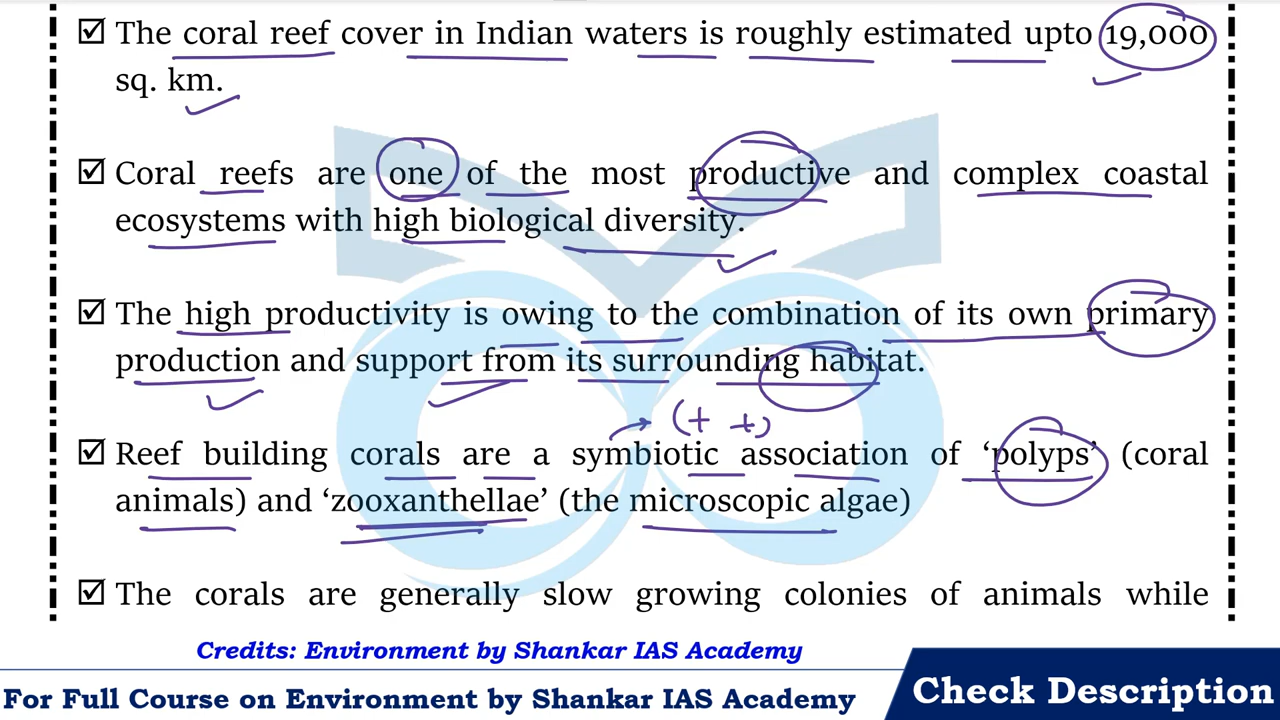 ☑ The coral reef cover in Indian waters is roughly estimated upto 19,000
sq. km.
☑ Coral reefs are one of the most productive and complex coastal
ecosystems with high biological diversity.
☑ The high productivity is owing to the combination of its own primary
production and support from its surrounding habitat.
→ (+ +)
☑ Reef building corals are a symbiotic association of ‘polyps’ (coral
animals) and ‘zooxanthellae’ (the microscopic algae)
☑ The corals are generally slow growing colonies of animals while
Credits: Environment by Shankar IAS Academy
For Full Course on Environment by Shankar IAS Academy
Check Description